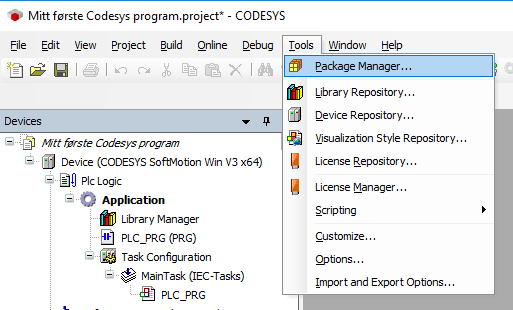 Mitt første Codesys program.project* - CODESYS
File Edit View Project Build Online Debug Tools Window Help
Package Manager...
Library Repository...
Device Repository...
Visualization Style Repository...
License Repository...
License Manager...
Scripting
Customize...
Options...
Import and Export Options...
Devices
Mitt første Codesys program
Device (CODESYS SoftMotion Win V3 x64)
Plc Logic
Application
Library Manager
PLC_PRG (PRG)
Task Configuration
MainTask (IEC-Tasks)
PLC_PRG